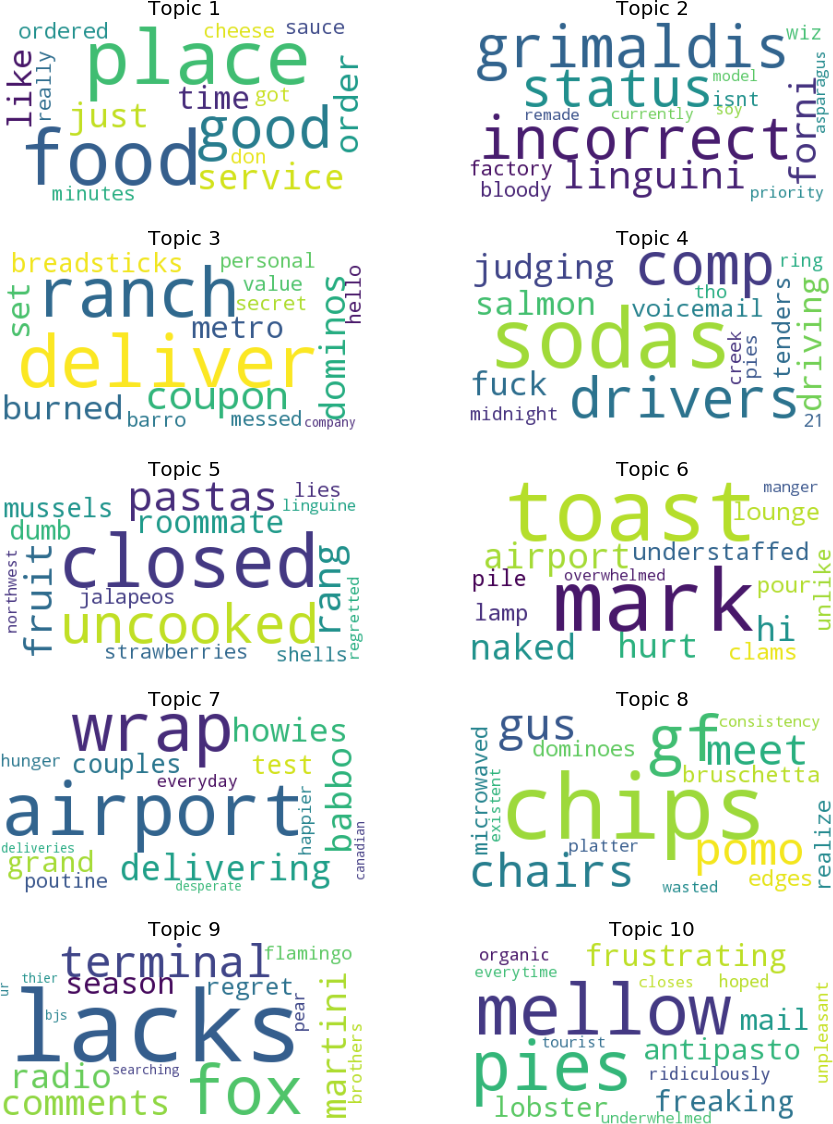 Topic 1
ordered
cheese
sauce
place
like
really
time
got
order
just
good
food
don
service
minutes
Topic 2
grimaldis
wiz
status
model
isnt
asparagus
remade
currently
soy
forni
incorrect
factory
linguini
bloody
priority
Topic 3
breadsticks
personal
value
hello
set
ranch
secret
metro
dominos
deliver
coupon
burned
barro
messed
company
Topic 4
judging
comp
ring
salmon
tho
voicemail
tenders
driving
sodas
creek
pies
fuck
drivers
midnight
21
Topic 5
pastas
lies
linguine
mussels
roommate
dumb
closed
rang
northwest
fruit
jalapeos
uncooked
regretted
strawberries
shells
Topic 6
toast
manger
lounge
airport
understaffed
unlike
pile
overwhelmed
pour
mark
lamp
hi
naked
hurt
clams
Topic 7
wrap
howies
hunger
couples
test
everyday
babbo
airport
happier
canadian
deliveries
grand
delivering
poutine
desperate
Topic 8
gus
gf
consistency
dominoes
meet
microwaved
existent
bruschetta
chips
platter
pomo
realize
chairs
edges
wasted
Topic 9
terminal
flamingo
thier
season
regret
ur
lacks
pear
martini
bjs
radio
searching
fox
brothers
comments
Topic 10
organic
frustrating
everytime
closes
hoped
mellow
mail
unpleasant
tourist
pies
antipasto
ridiculously
lobster
freaking
underwhelmed